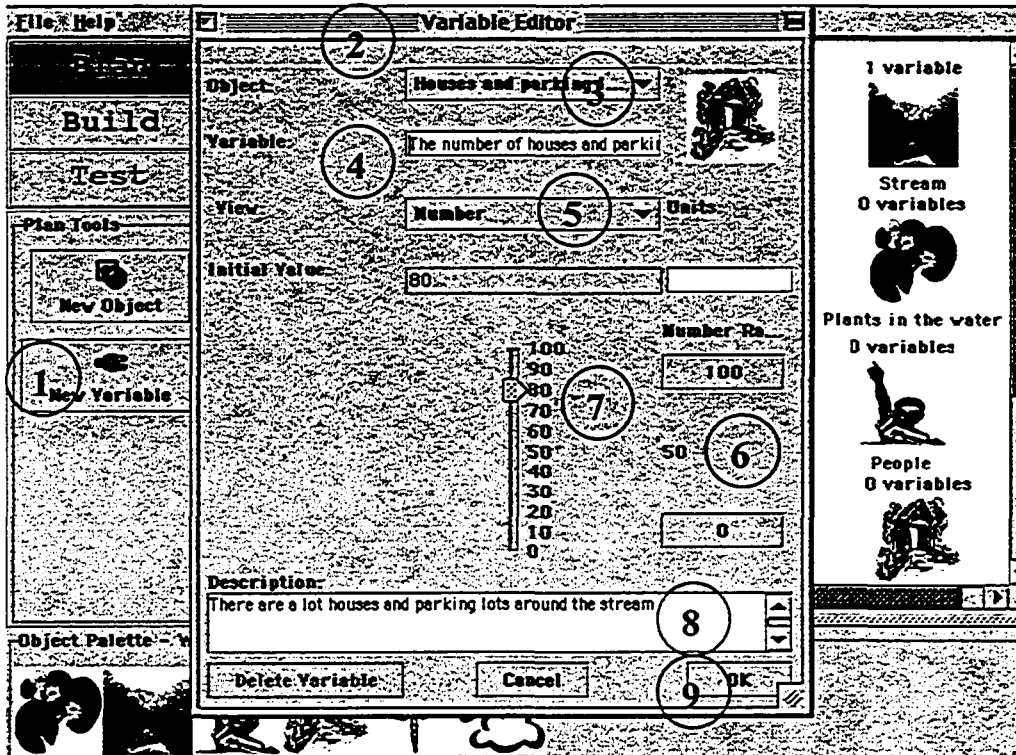 File Help
Variable Editor
2
Plan
Object:
Houses and parking
3
1 variable
Build
Variable:
The number of houses and parki
4
Test
Stream
0 variables
View
Number
5
Units:
Plan Tools
Initial Value:
80
New Object
Plants in the water
0 variables
Number Ra...
100
100
90
80
70
60
50
40
30
20
10
0
7
50
6
0
1
New Variable
People
0 variables
Description:
There are a lot houses and parking lots around the stream
8
Object Palette -
Delete Variable
Cancel
OK
9